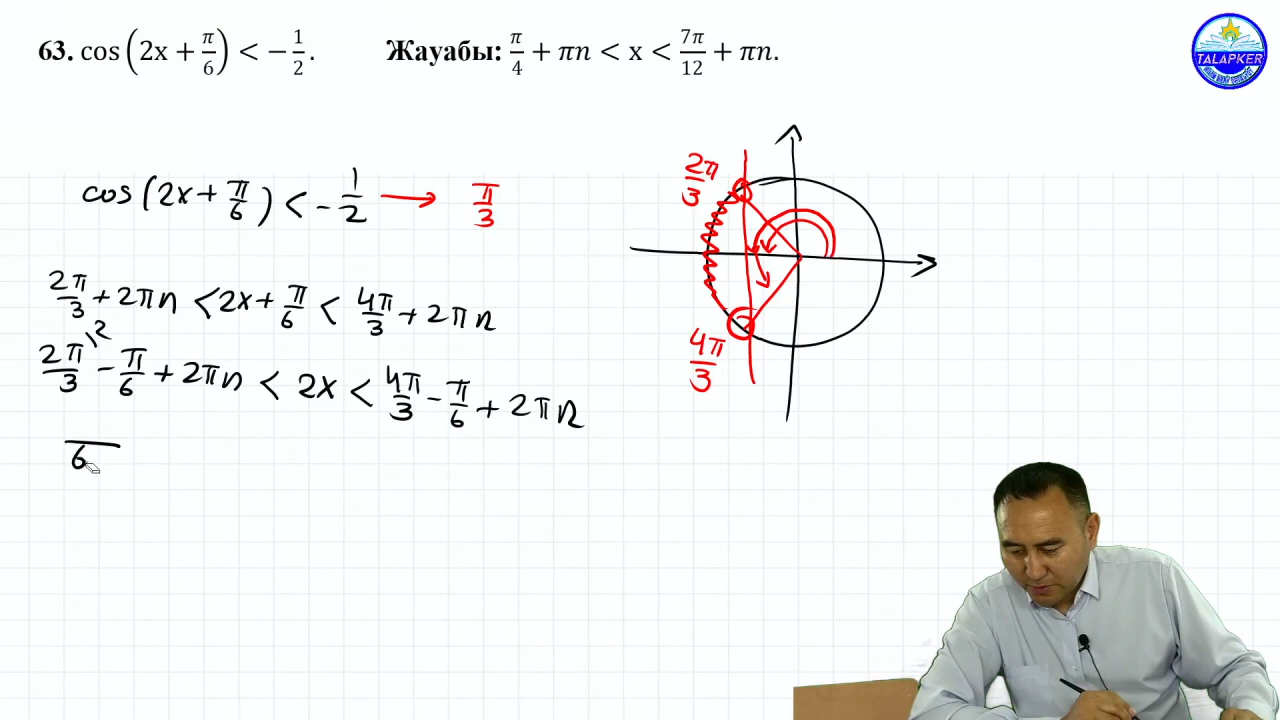 63. cos(2x + π/6) < −1/2. Жауабы: π/4 + πn < x < 7π/12 + πn.
TALAPKER
cos(2x + π/6) < −1/2 → π/3
2π/3 + 2πn < 2x + π/6 < 4π/3 + 2πn
2π/3 \2 − π/6 + 2πn < 2x < 4π/3 − π/6 + 2πn
6
2π/3
4π/3